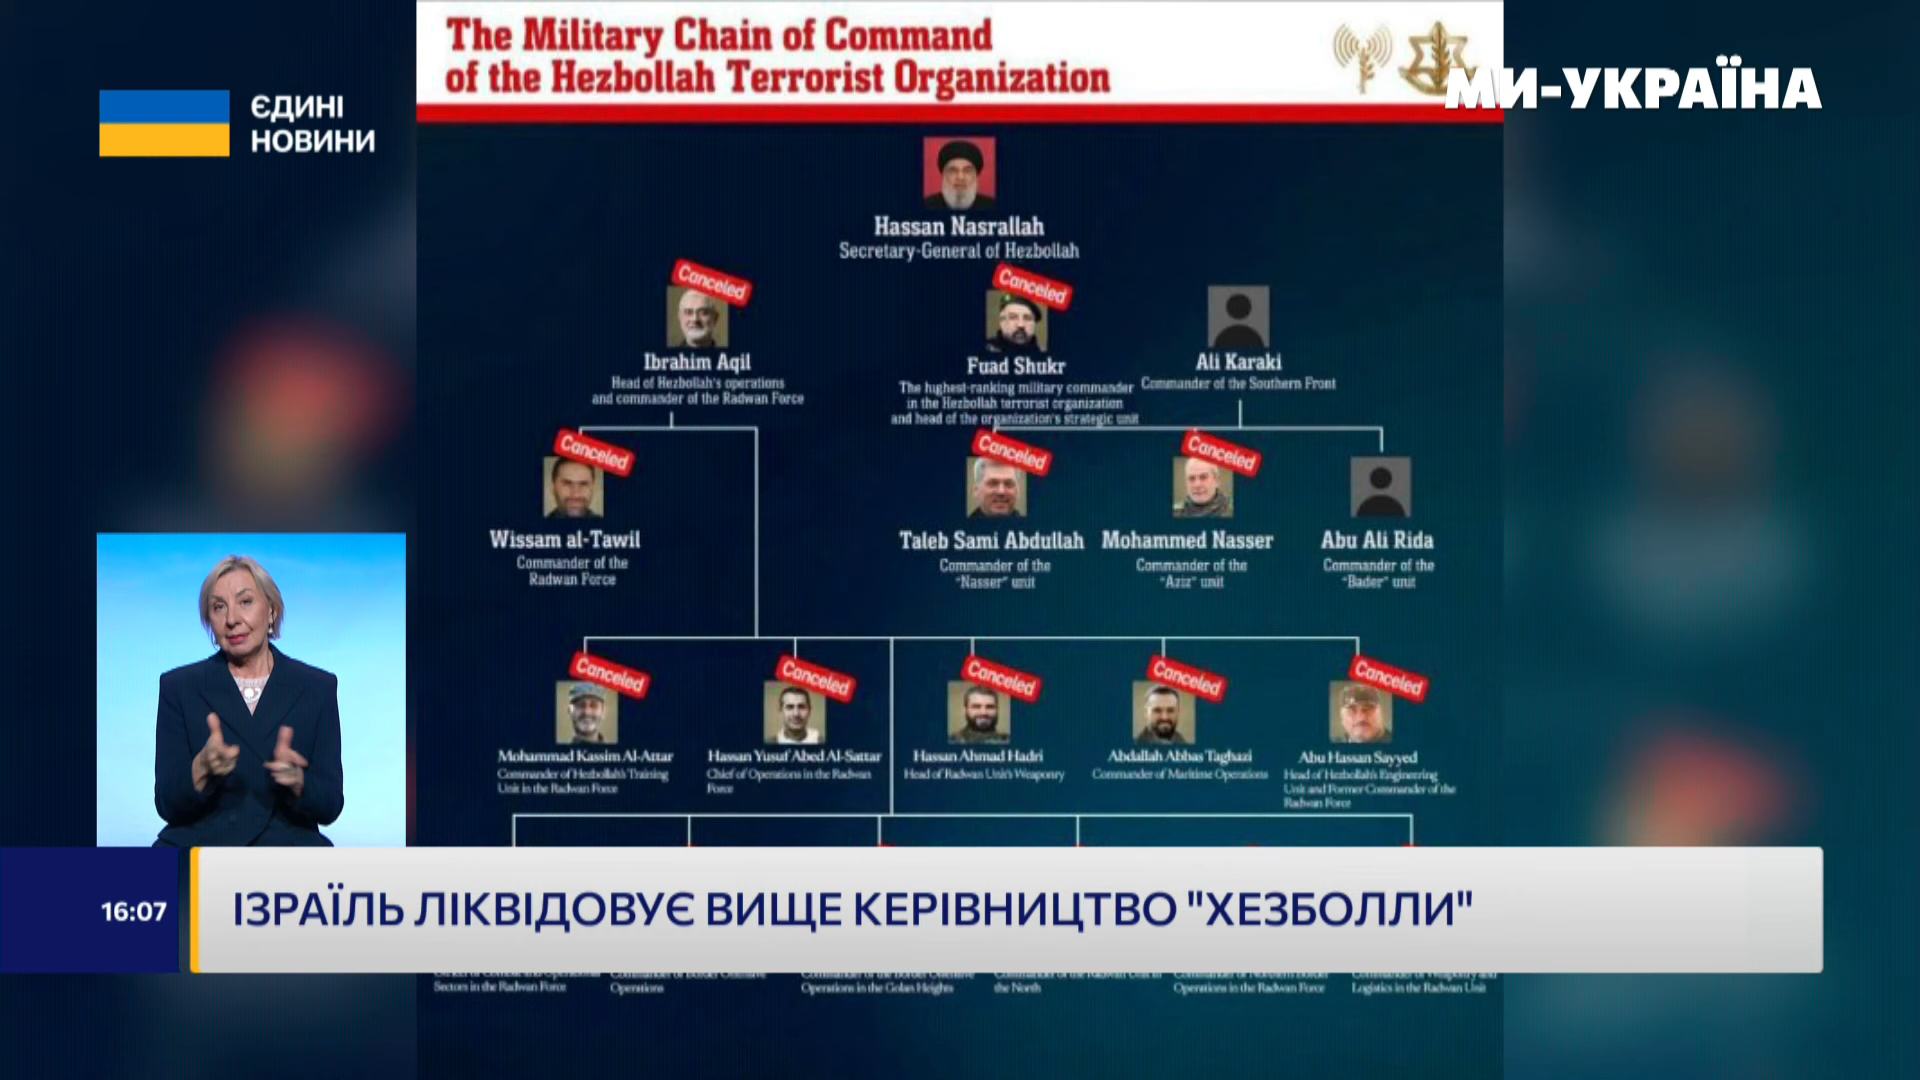 The Military Chain of Command
of the Hezbollah Terrorist Organization
МИ-УКРАЇНА
ЄДИНІ
НОВИНИ
Hassan Nasrallah
Secretary-General of Hezbollah
Canceled
Canceled
Ibrahim Aqil
Head of Hezbollah's operations
and commander of the Radwan Force
Fuad Shukr
The highest-ranking military commander
in the Hezbollah terrorist organization
and head of the organization's strategic unit
Ali Karaki
Commander of the Southern Front
Canceled
Canceled
Canceled
Wissam al-Tawil
Commander of the
Radwan Force
Taleb Sami Abdullah
Commander of the
"Nasser" unit
Mohammed Nasser
Commander of the
"Aziz" unit
Abu Ali Rida
Commander of the
"Bader" unit
Canceled
Canceled
Canceled
Canceled
Canceled
Mohammad Kassim Al-Attar
Commander of Hezbollah's Training
Unit in the Radwan Force
Hassan Yusuf Abed Al-Sattar
Chief of Operations in the Radwan
Force
Hassan Ahmad Hadri
Head of Radwan Unit's Weaponry
Abdallah Abbas Taghazi
Commander of Maritime Operations
Abu Hassan Sayyed
Head of Hezbollah's Engineering
Unit and Former Commander of the
Radwan Force
16:07
ІЗРАЇЛЬ ЛІКВІДОВУЄ ВИЩЕ КЕРІВНИЦТВО "ХЕЗБОЛЛИ"
Sectors in the Radwan Force
Operations
Operations in the Golan Heights
the North
Operations in the Radwan Force
Logistics in the Radwan Unit